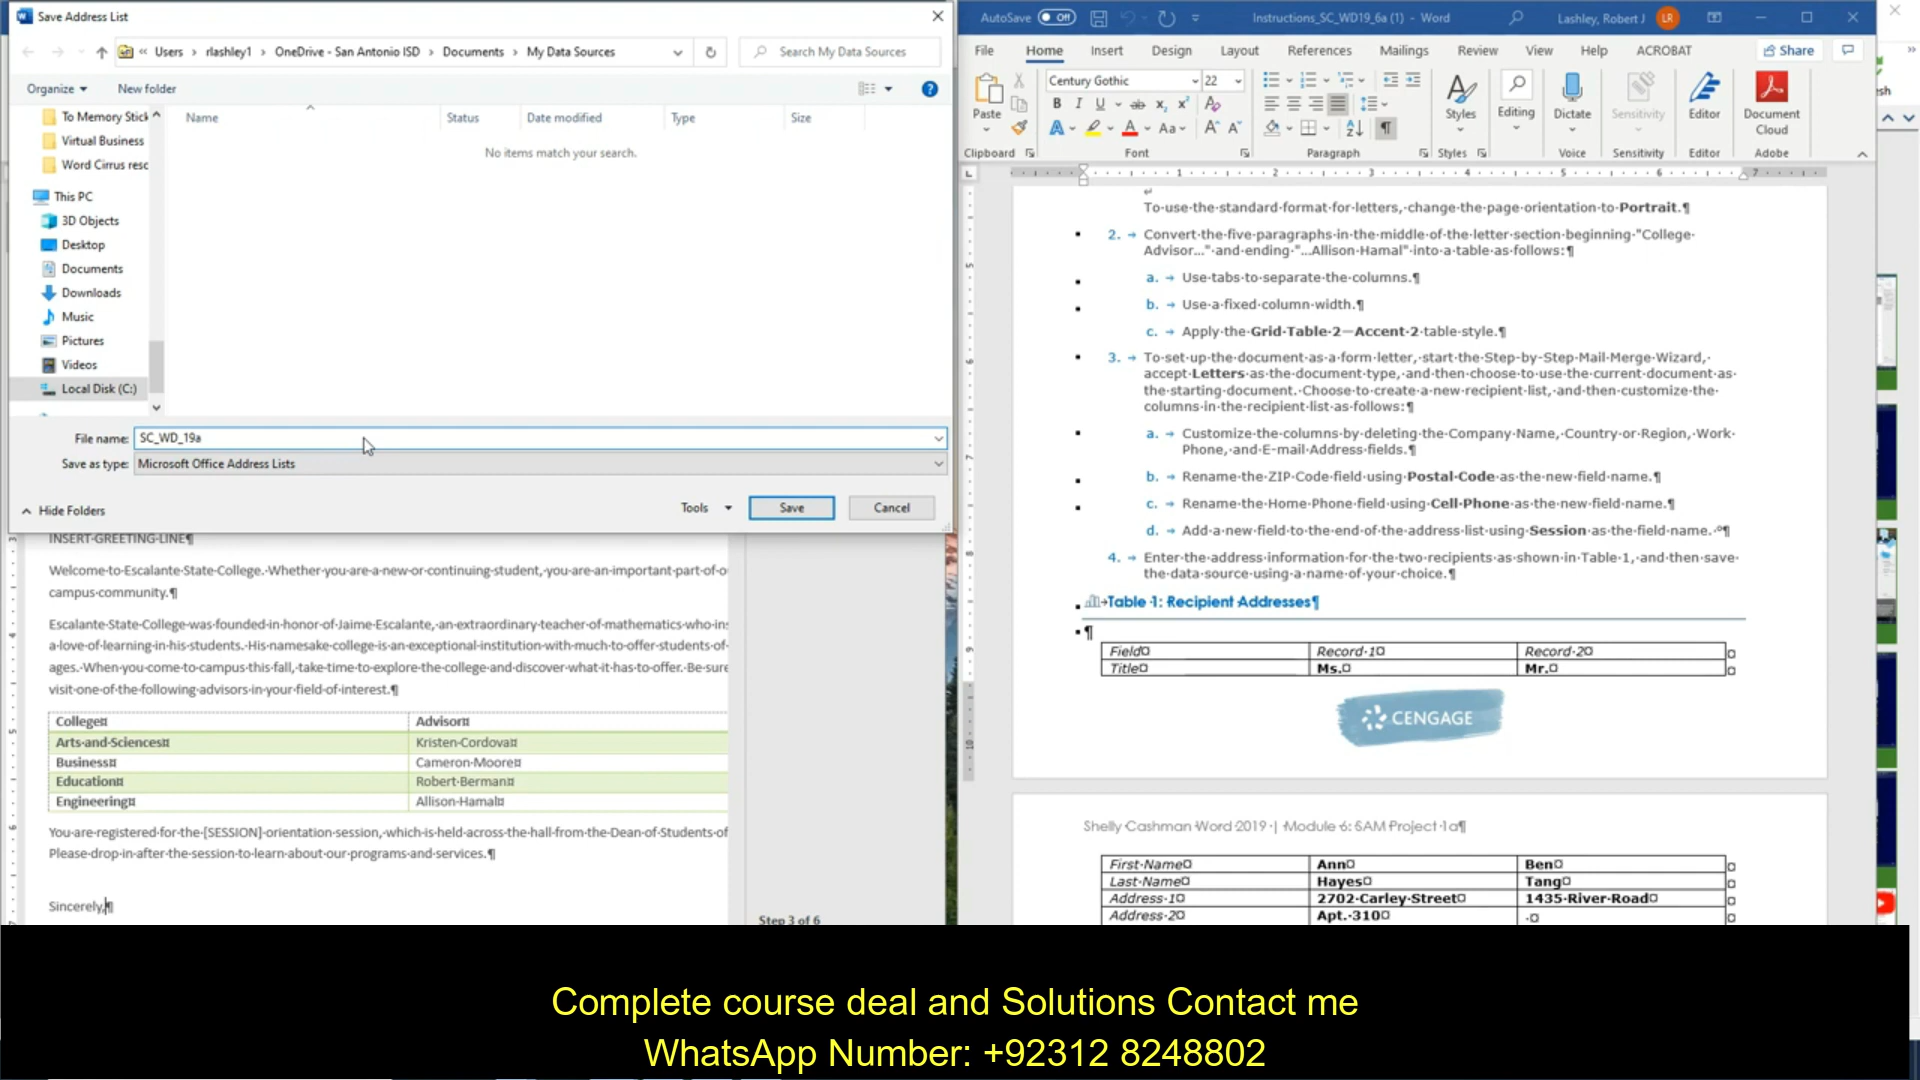 Save Address List
AutoSave Off
Instructions_SC_WD19_6a (1) - Word
Lashley, Robert J
LR
« Users > rlashley1 > OneDrive - San Antonio ISD > Documents > My Data Sources
Search My Data Sources
File Home Insert Design Layout References Mailings Review View Help ACROBAT
Share
Organize
New folder
Century Gothic
22
Paste
Styles
Editing
Dictate
Sensitivity
Editor
Document
Cloud
Clipboard
Font
Paragraph
Styles
Voice
Sensitivity
Editor
Adobe
Name
Status
Date modified
Type
Size
No items match your search.
To Memory Stick
Virtual Business
Word Cirrus resc
This PC
3D Objects
Desktop
Documents
Downloads
Music
Pictures
Videos
Local Disk (C:)
File name: SC_WD_19a
Save as type: Microsoft Office Address Lists
Hide Folders
Tools
Save
Cancel
INSERT·GREETING·LINE¶
Welcome·to·Escalante·State·College.·Whether·you·are·a·new·or·continuing·student,·you·are·an·important·part·of·o
campus·community.¶
Escalante·State·College·was·founded·in·honor·of·Jaime·Escalante,·an·extraordinary·teacher·of·mathematics·who·ins
a·love·of·learning·in·his·students.·His·namesake·college·is·an·exceptional·institution·with·much·to·offer·students·of·
ages.·When·you·come·to·campus·this·fall,·take·time·to·explore·the·college·and·discover·what·it·has·to·offer.·Be·sure
visit·one·of·the·following·advisors·in·your·field·of·interest.¶
College¤ Advisor¤
Arts·and·Sciences¤ Kristen·Cordova¤
Business¤ Cameron·Moore¤
Education¤ Robert·Berman¤
Engineering¤ Allison·Hamal¤
You·are·registered·for·the·[SESSION]·orientation·session,·which·is·held·across·the·hall·from·the·Dean·of·Students·of
Please·drop·in·after·the·session·to·learn·about·our·programs·and·services.¶
Sincerely,¶
Step 3 of 6
To·use·the·standard·format·for·letters,·change·the·page·orientation·to·Portrait.¶
2. → Convert·the·five·paragraphs·in·the·middle·of·the·letter·section·beginning·"College·
Advisor..."·and·ending·"...Allison·Hamal"·into·a·table·as·follows:¶
a. → Use·tabs·to·separate·the·columns.¶
b. → Use·a·fixed·column·width.¶
c. → Apply·the·Grid·Table·2·–·Accent·2·table·style.¶
3. → To·set·up·the·document·as·a·form·letter,·start·the·Step-by-Step·Mail·Merge·Wizard,·
accept·Letters·as·the·document·type,·and·then·choose·to·use·the·current·document·as·
the·starting·document.·Choose·to·create·a·new·recipient·list,·and·then·customize·the·
columns·in·the·recipient·list·as·follows:¶
a. → Customize·the·columns·by·deleting·the·Company·Name,·Country·or·Region,·Work·
Phone,·and·E-mail·Address·fields.¶
b. → Rename·the·ZIP·Code·field·using·Postal·Code·as·the·new·field·name.¶
c. → Rename·the·Home·Phone·field·using·Cell·Phone·as·the·new·field·name.¶
d. → Add·a·new·field·to·the·end·of·the·address·list·using·Session·as·the·field·name.·°¶
4. → Enter·the·address·information·for·the·two·recipients·as·shown·in·Table·1,·and·then·save·
the·data·source·using·a·name·of·your·choice.¶
Table·1:·Recipient·Addresses¶
¶
Field¤ Record·1¤ Record·2¤
Title¤ Ms.¤ Mr.¤
CENGAGE
Shelly·Cashman·Word·2019·|·Module·6:·SAM·Project·1a¶
First·Name¤ Ann¤ Ben¤
Last·Name¤ Hayes¤ Tang¤
Address·1¤ 2702·Carley·Street¤ 1435·River·Road¤
Address·2¤ Apt.·310¤ ·¤
Complete course deal and Solutions Contact me
WhatsApp Number: +92312 8248802